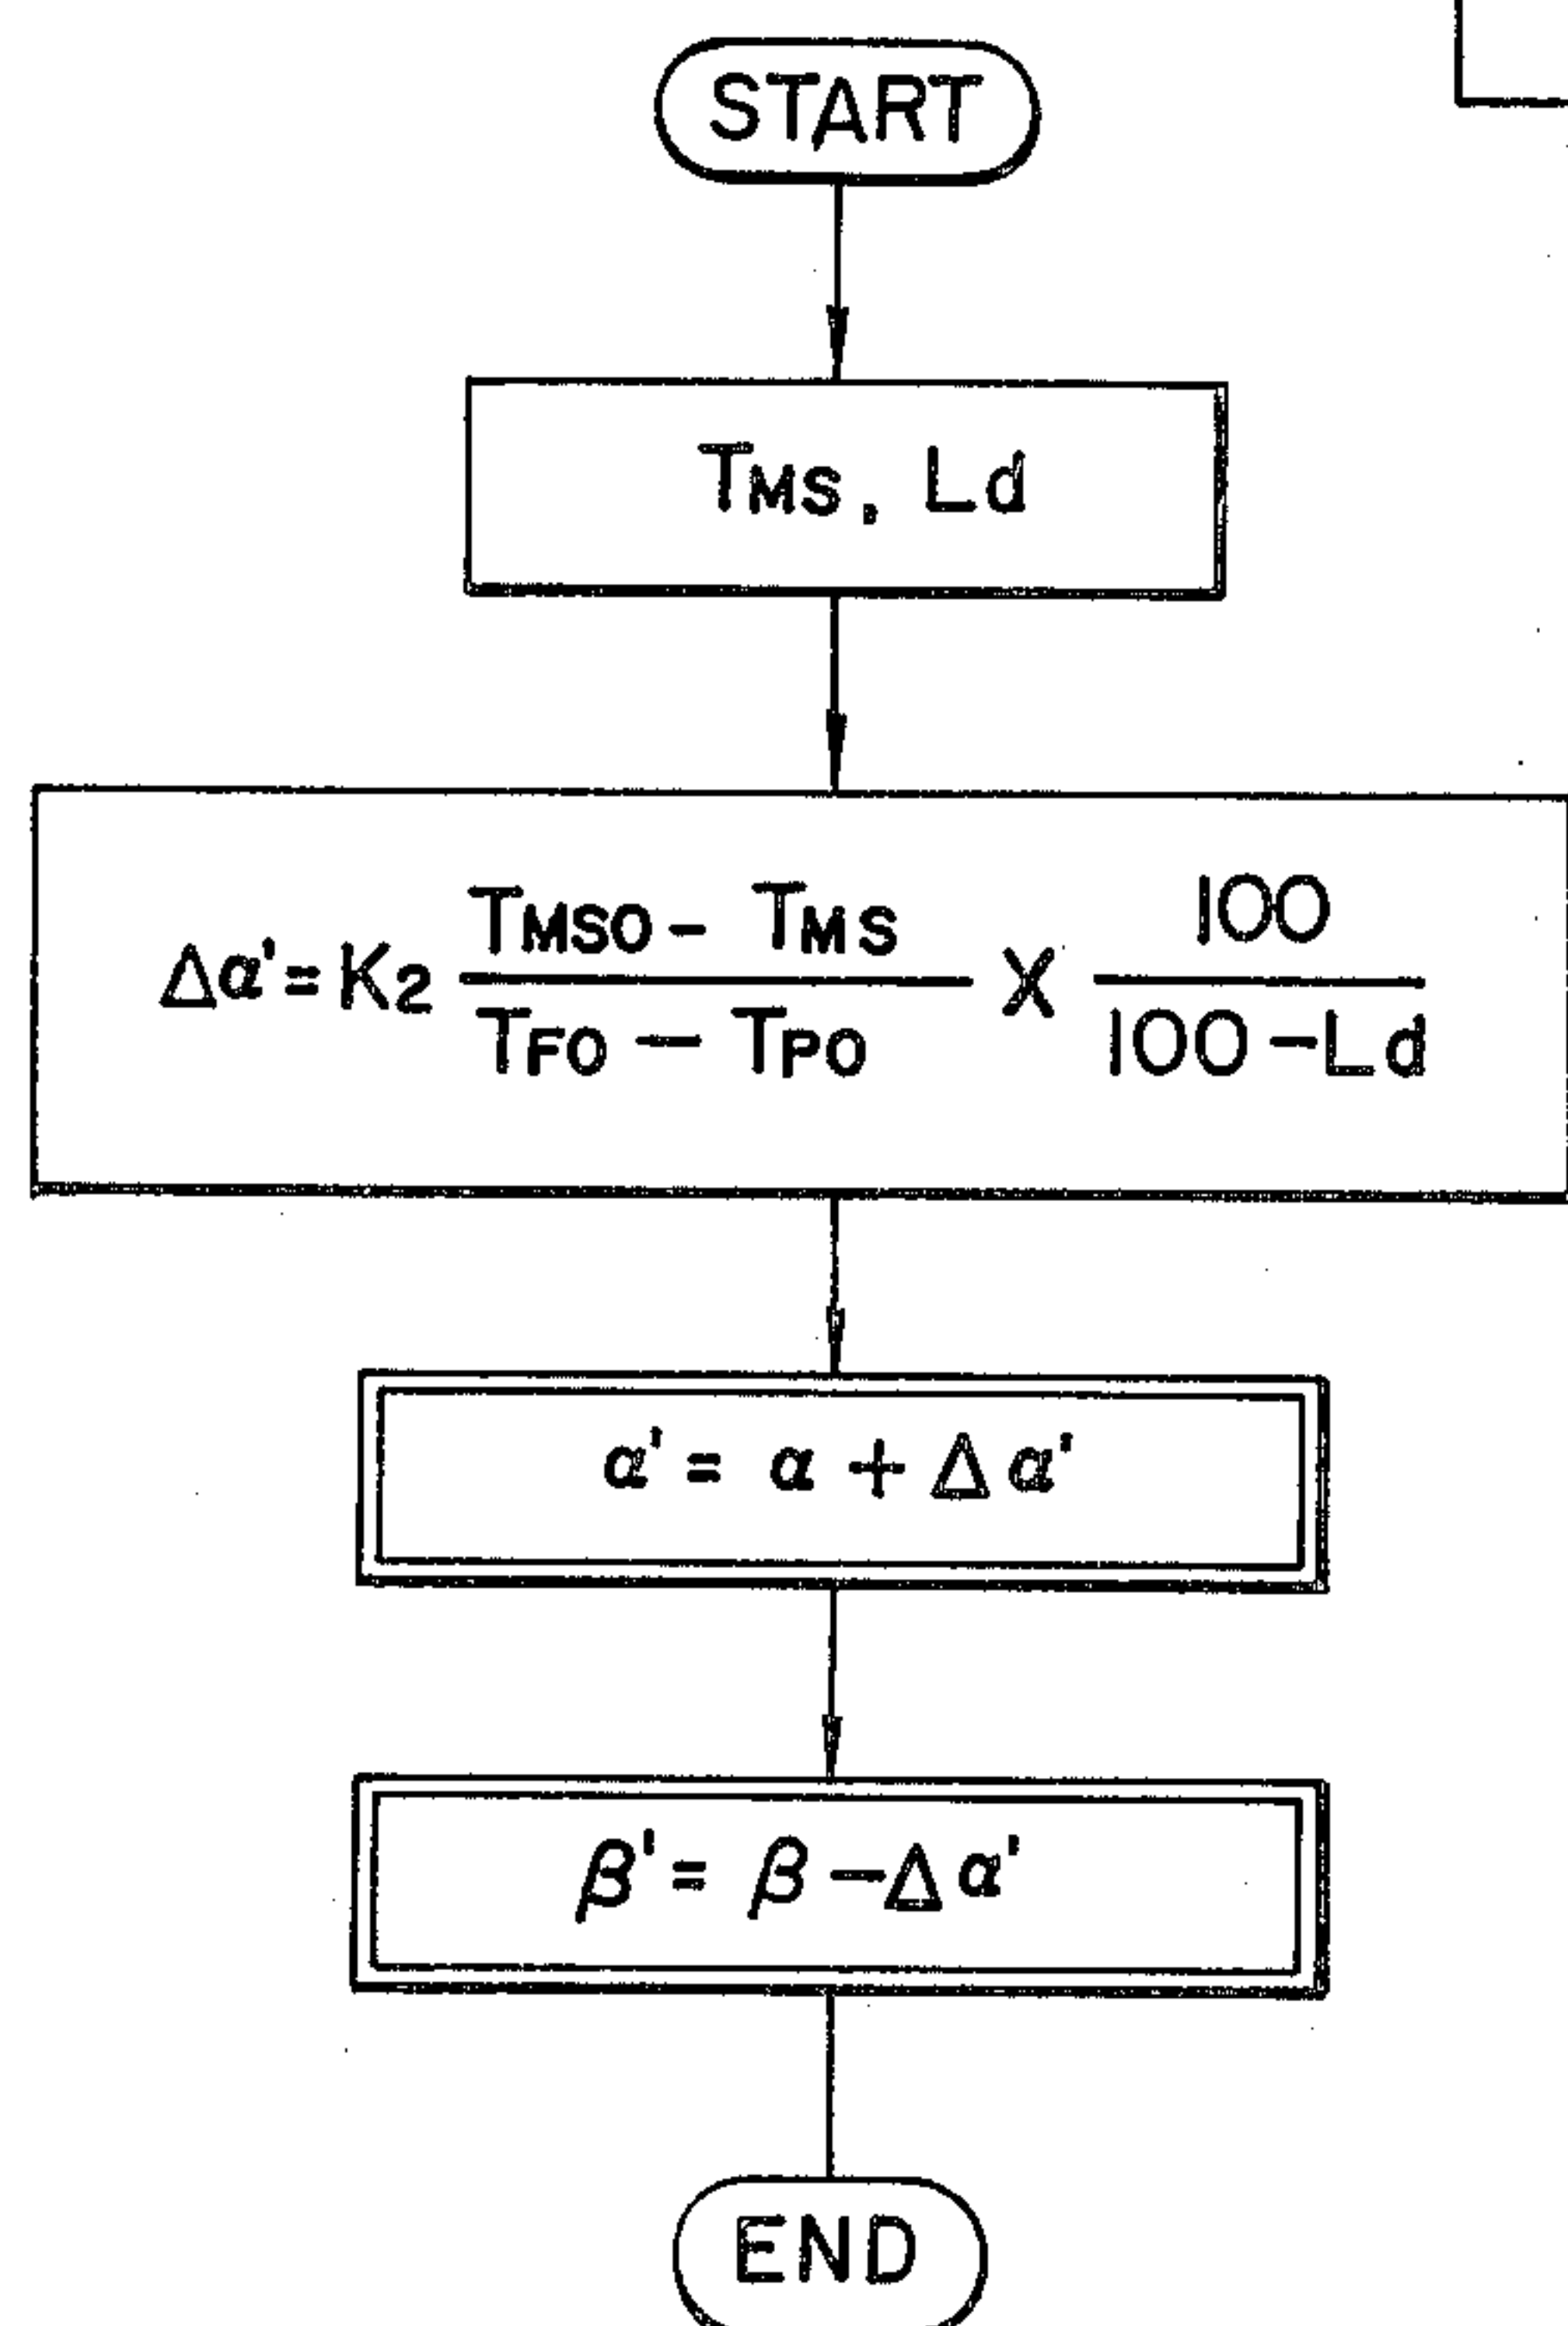 START
TMS, Ld
Δα'=K2 (TMSO - TMS)/(TFO - TPO) X 100/(100-Ld)
α' = α + Δα'
β' = β - Δα'
END